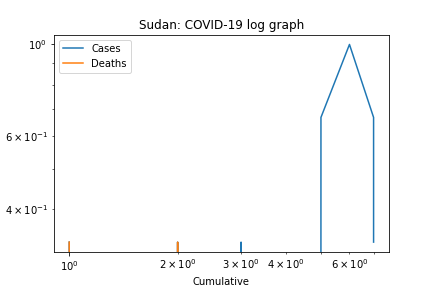 Sudan: COVID-19 log graph
Cases
Deaths
10⁰
6 × 10⁻¹
4 × 10⁻¹
10⁰ 2 × 10⁰ 3 × 10⁰ 4 × 10⁰ 6 × 10⁰
Cumulative